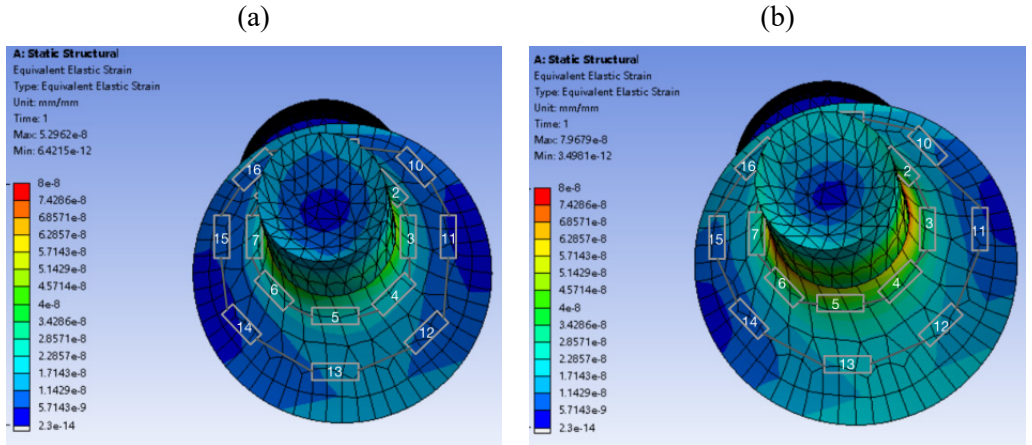 (a)
A: Static Structural
Equivalent Elastic Strain
Type: Equivalent Elastic Strain
Unit: mm/mm
Time: 1
Max: 5.2962e-8
Min: 6.4215e-12
8e-8
7.4286e-8
6.8571e-8
6.2857e-8
5.7143e-8
5.1429e-8
4.5714e-8
4e-8
3.4286e-8
2.8571e-8
2.2857e-8
1.7143e-8
1.1429e-8
5.7143e-9
2.3e-14
16
10
2
15
7
3
11
6
4
14
5
12
13
(b)
A: Static Structural
Equivalent Elastic Strain
Type: Equivalent Elastic Strain
Unit: mm/mm
Time: 1
Max: 7.9679e-8
Min: 3.4981e-12
8e-8
7.4286e-8
6.8571e-8
6.2857e-8
5.7143e-8
5.1429e-8
4.5714e-8
4e-8
3.4286e-8
2.8571e-8
2.2857e-8
1.7143e-8
1.1429e-8
5.7143e-9
2.3e-14
16
10
2
15
7
3
11
6
4
14
5
12
13